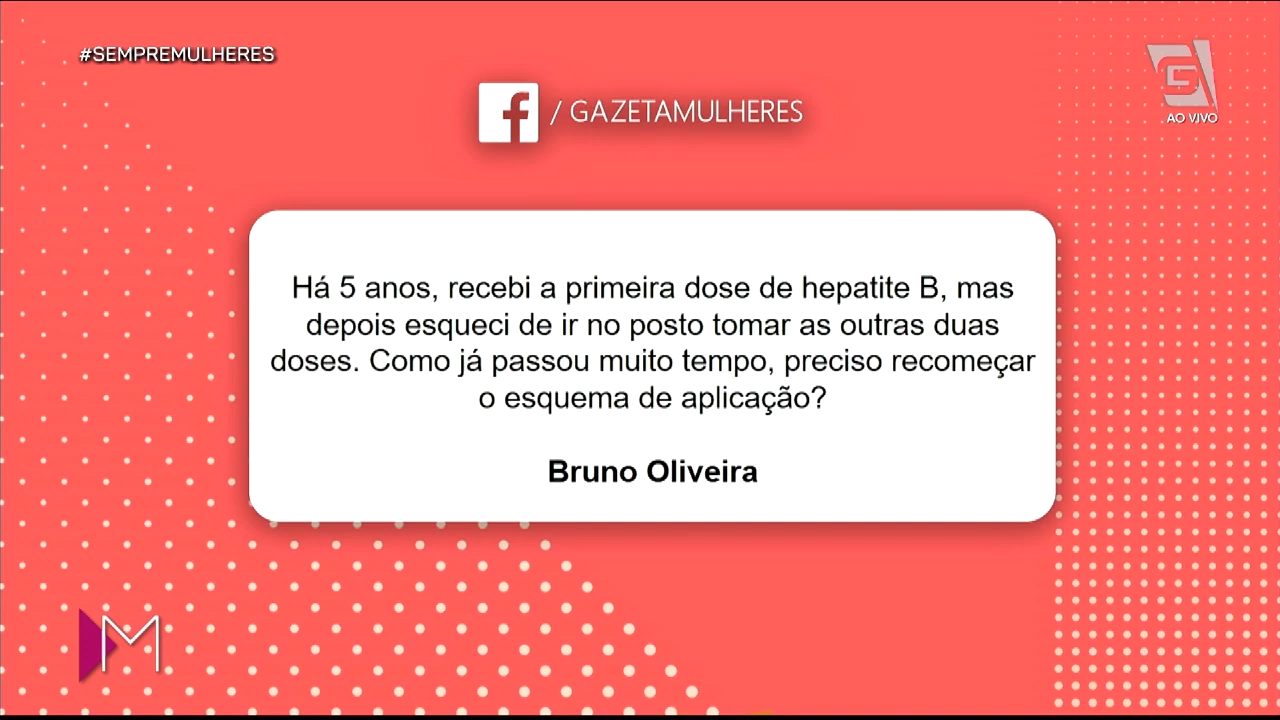 #SEMPREMULHERES
/ GAZETAMULHERES
G
AO VIVO
Há 5 anos, recebi a primeira dose de hepatite B, mas
depois esqueci de ir no posto tomar as outras duas
doses. Como já passou muito tempo, preciso recomeçar
o esquema de aplicação?
Bruno Oliveira
M